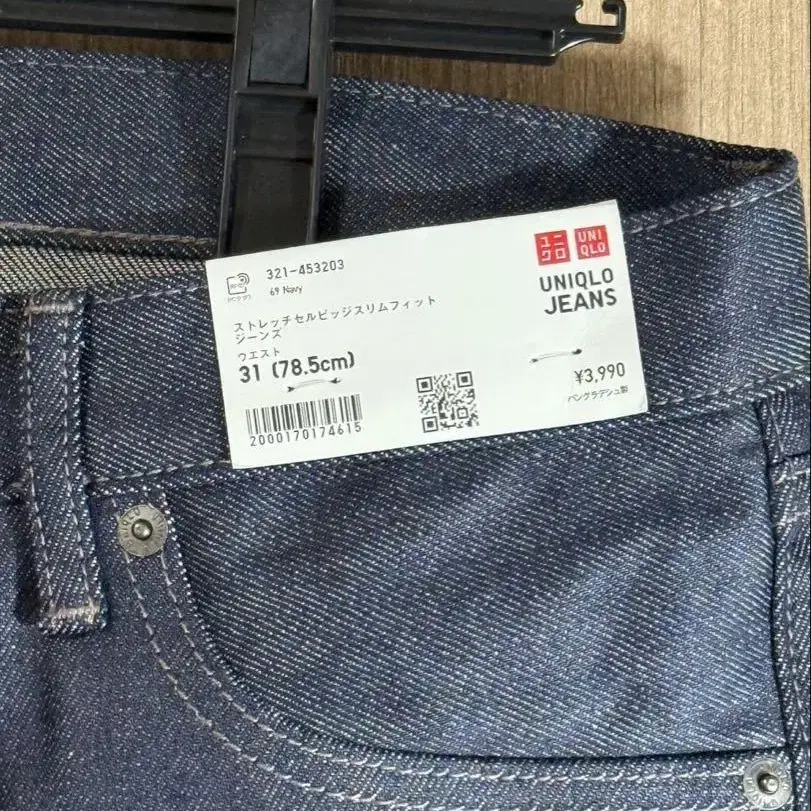 321-453203
69 Navy
ユニ
クロ
UNI
QLO
UNIQLO
JEANS
ストレッチセルビッジスリムフィット
ジーンズ
ウエスト
31 (78.5cm)
2000170174615
¥3,990
バングラデシュ製